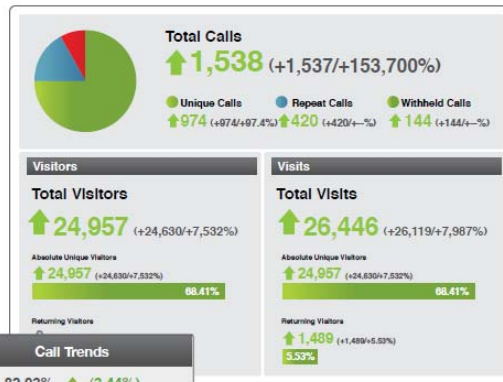 Total Calls
1,538 (+1,537/+153,700%)
Unique Calls Repeat Calls Withheld Calls
974 (+974/+97.4%) 420 (+420/+--%) 144 (+144/+--%)
Visitors
Total Visitors
24,957 (+24,630/+7,532%)
Absolute Unique Visitors
24,957 (+24,630/+7,532%)
68.41%
Returning Visitors
Visits
Total Visits
26,446 (+26,119/+7,987%)
Absolute Unique Visitors
24,957 (+24,630/+7,532%)
68.41%
Returning Visitors
1,489 (+1,489/+5.53%)
5.53%
Call Trends